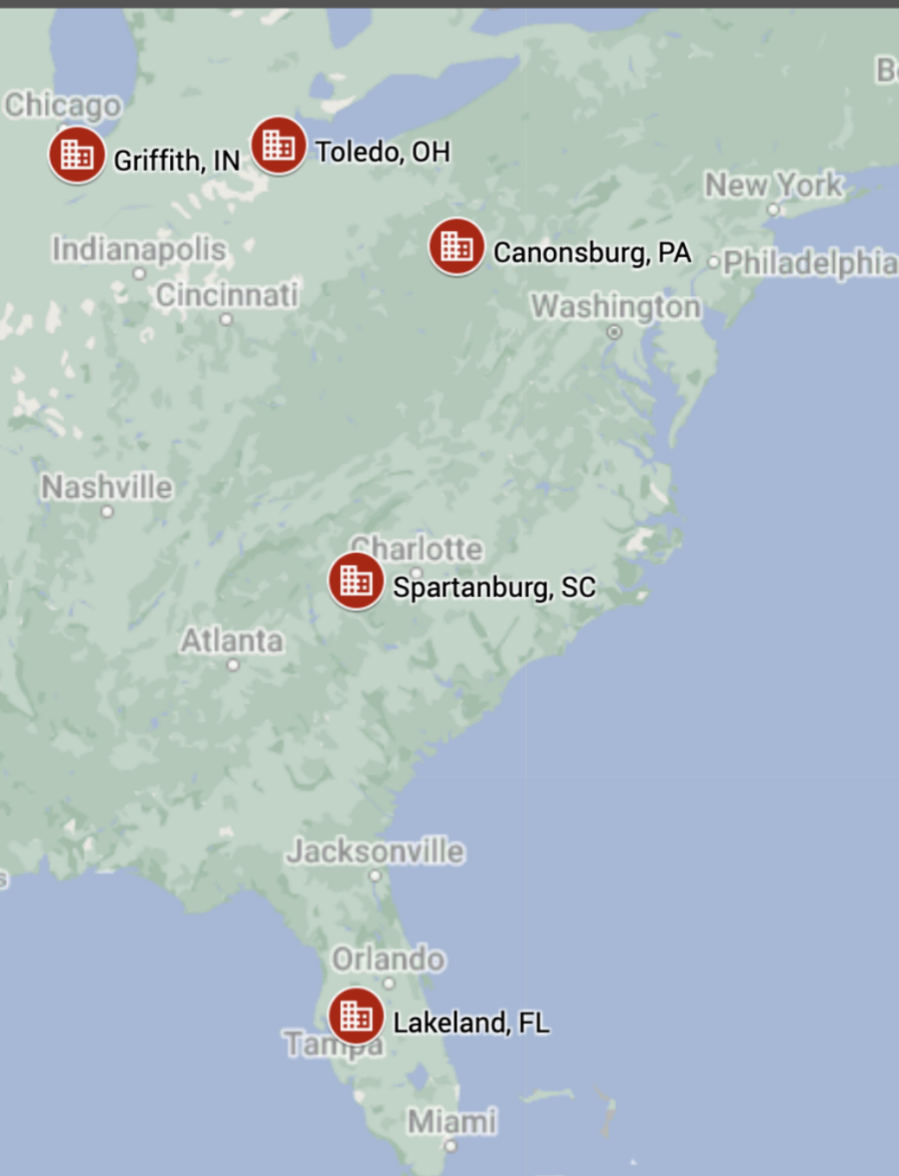 Chicago
Griffith, IN
Toledo, OH
New York
Indianapolis
Canonsburg, PA
Philadelphia
Cincinnati
Washington
Nashville
Charlotte
Spartanburg, SC
Atlanta
Jacksonville
Orlando
Lakeland, FL
Tampa
Miami